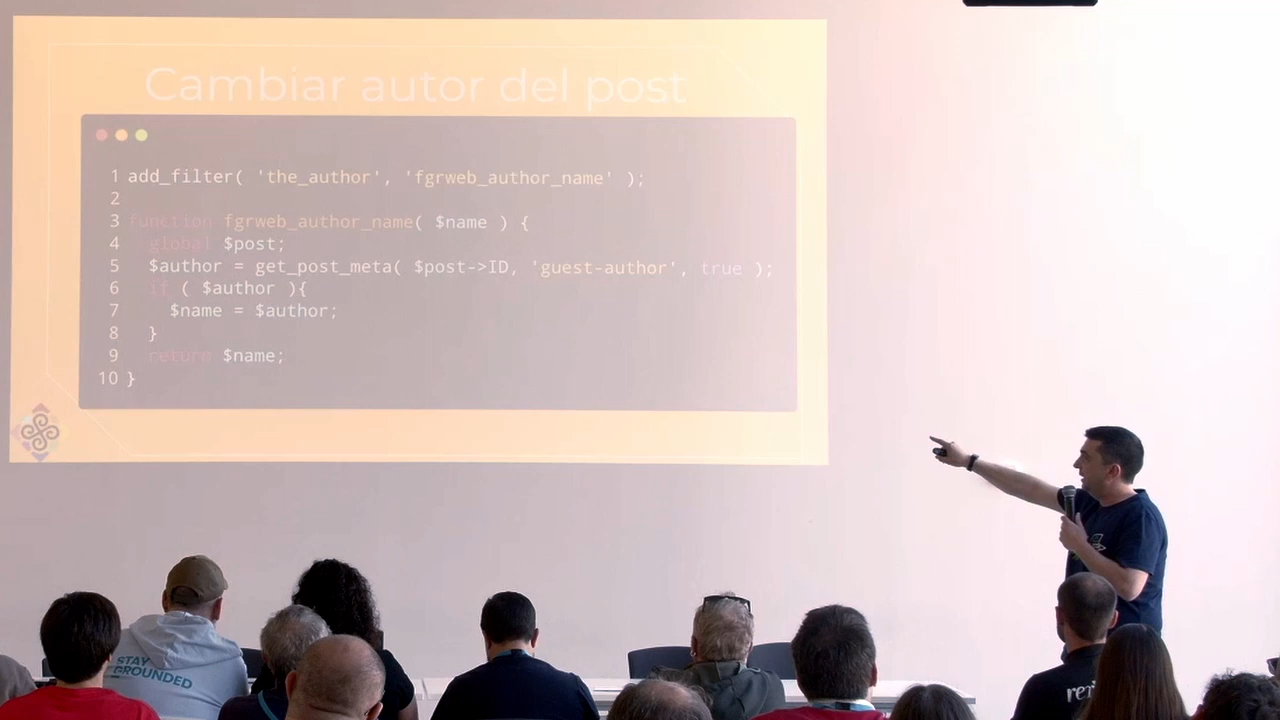 Cambiar autor del post
1 add_filter( 'the_author', 'fgrweb_author_name' );
2
3 function fgrweb_author_name( $name ) {
4   global $post;
5   $author = get_post_meta( $post->ID, 'guest-author', true );
6   if ( $author ){
7     $name = $author;
8   }
9   return $name;
10 }
STAY
GROUNDED